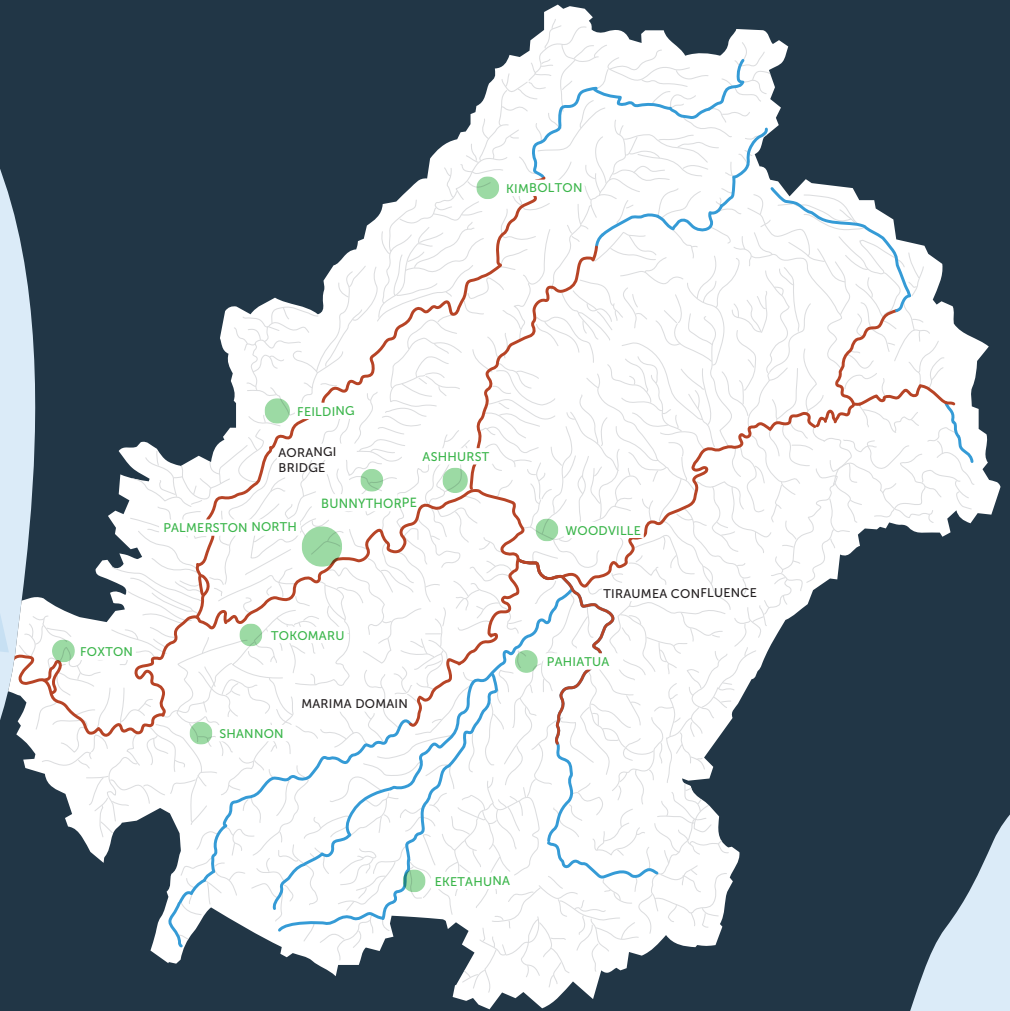 KIMBOLTON
FEILDING
AORANGI
BRIDGE
ASHHURST
BUNNYTHORPE
PALMERSTON NORTH
WOODVILLE
TIRAUMEA CONFLUENCE
TOKOMARU
FOXTON
PAHIATUA
MARIMA DOMAIN
SHANNON
EKETAHUNA